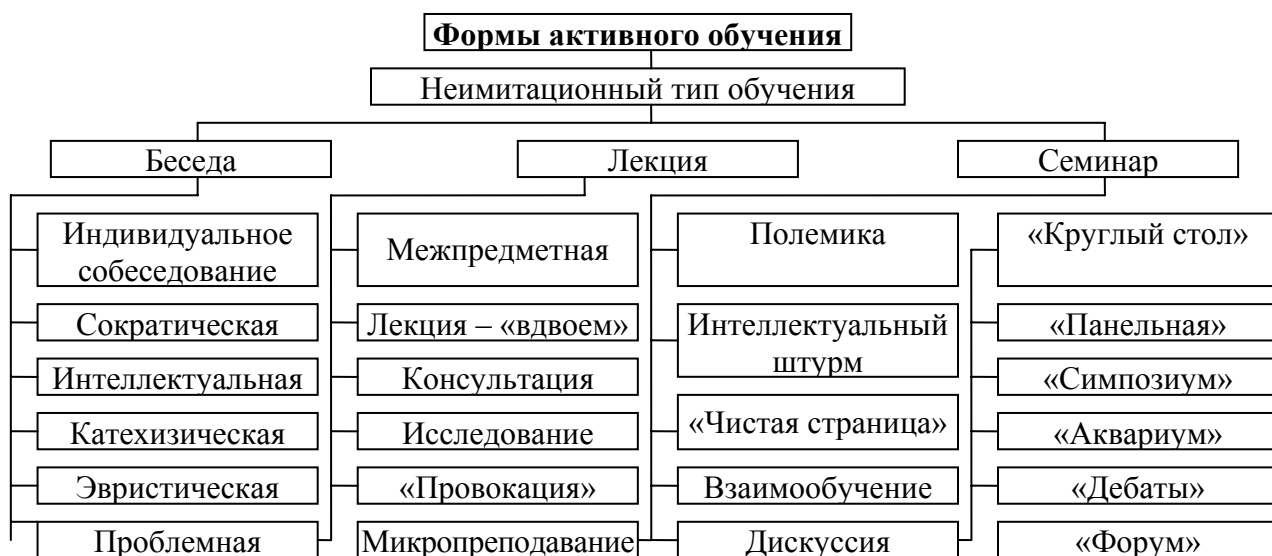 Формы активного обучения
Неимитационный тип обучения
Беседа
Лекция
Семинар
Индивидуальное
собеседование
Сократическая
Интеллектуальная
Катехизическая
Эвристическая
Проблемная
Межпредметная
Лекция – «вдвоем»
Консультация
Исследование
«Провокация»
Микропреподавание
Полемика
Интеллектуальный
штурм
«Чистая страница»
Взаимообучение
Дискуссия
«Круглый стол»
«Панельная»
«Симпозиум»
«Аквариум»
«Дебаты»
«Форум»